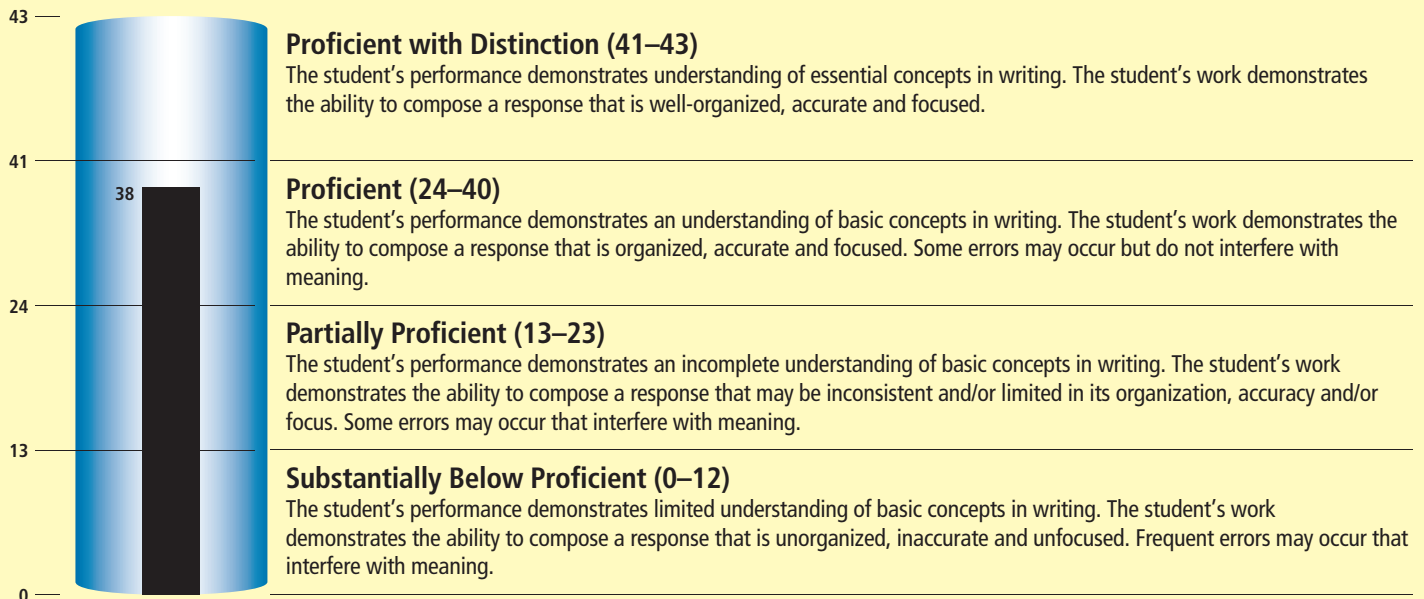 43
Proficient with Distinction (41–43)
The student’s performance demonstrates understanding of essential concepts in writing. The student’s work demonstrates
the ability to compose a response that is well-organized, accurate and focused.
41
38
Proficient (24–40)
The student’s performance demonstrates an understanding of basic concepts in writing. The student’s work demonstrates the
ability to compose a response that is organized, accurate and focused. Some errors may occur but do not interfere with
meaning.
24
Partially Proficient (13–23)
The student’s performance demonstrates an incomplete understanding of basic concepts in writing. The student’s work
demonstrates the ability to compose a response that may be inconsistent and/or limited in its organization, accuracy and/or
focus. Some errors may occur that interfere with meaning.
13
Substantially Below Proficient (0–12)
The student’s performance demonstrates limited understanding of basic concepts in writing. The student’s work
demonstrates the ability to compose a response that is unorganized, inaccurate and unfocused. Frequent errors may occur that
interfere with meaning.
0